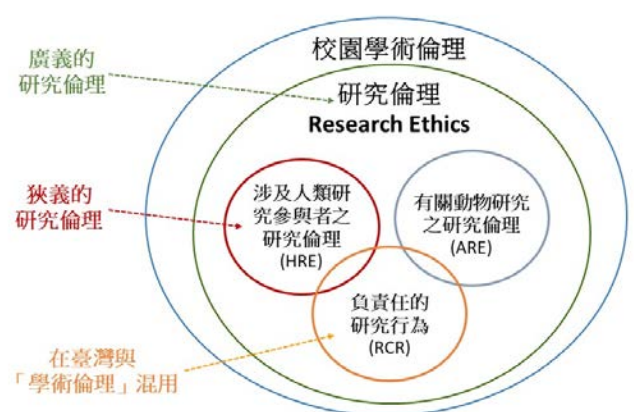 校園學術倫理
廣義的
研究倫理
研究倫理
Research Ethics
狹義的
研究倫理
涉及人類研
究參與者之
研究倫理
(HRE)
有關動物研究
之研究倫理
(ARE)
負責任的
研究行為
(RCR)
在臺灣與
「學術倫理」混用